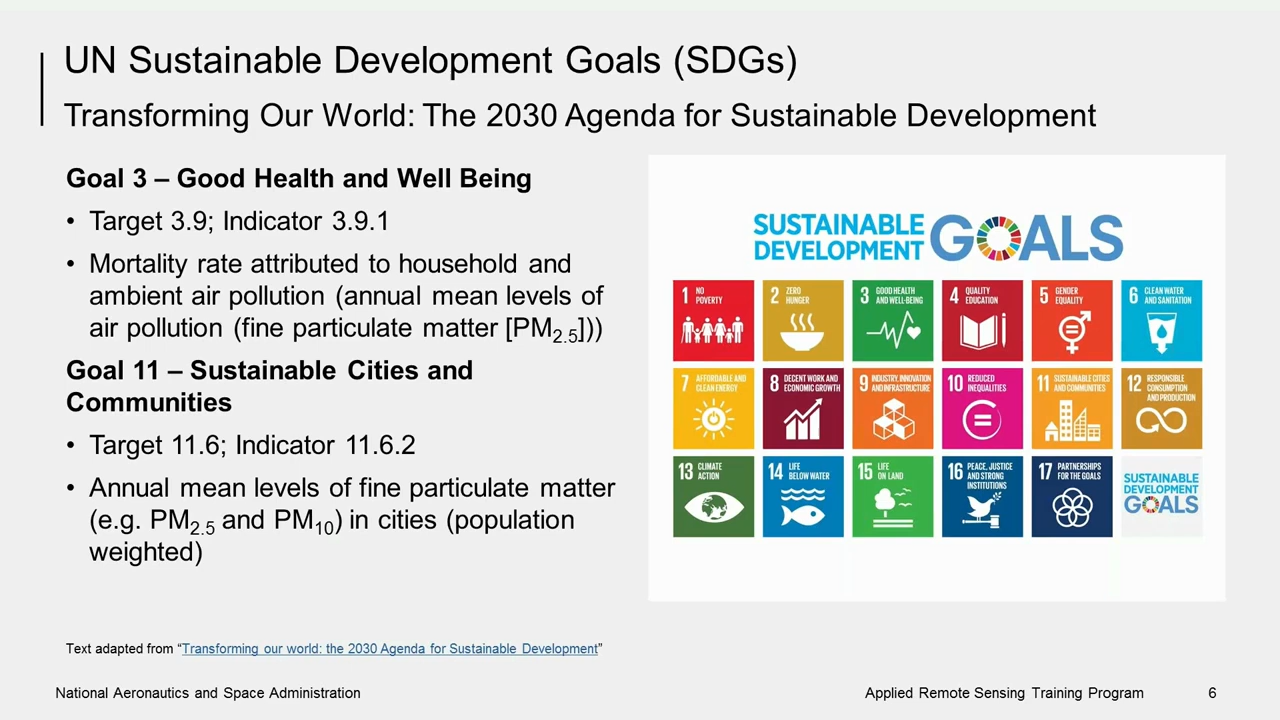 UN Sustainable Development Goals (SDGs)
Transforming Our World: The 2030 Agenda for Sustainable Development
Goal 3 – Good Health and Well Being
• Target 3.9; Indicator 3.9.1
• Mortality rate attributed to household and
ambient air pollution (annual mean levels of
air pollution (fine particulate matter [PM2.5]))
Goal 11 – Sustainable Cities and
Communities
• Target 11.6; Indicator 11.6.2
• Annual mean levels of fine particulate matter
(e.g. PM2.5 and PM10) in cities (population
weighted)
SUSTAINABLE
DEVELOPMENT
GOALS
1 NO
POVERTY
2 ZERO
HUNGER
3 GOOD HEALTH
AND WELL-BEING
4 QUALITY
EDUCATION
5 GENDER
EQUALITY
6 CLEAN WATER
AND SANITATION
7 AFFORDABLE AND
CLEAN ENERGY
8 DECENT WORK AND
ECONOMIC GROWTH
9 INDUSTRY, INNOVATION
AND INFRASTRUCTURE
10 REDUCED
INEQUALITIES
11 SUSTAINABLE CITIES
AND COMMUNITIES
12 RESPONSIBLE
CONSUMPTION
AND PRODUCTION
13 CLIMATE
ACTION
14 LIFE
BELOW WATER
15 LIFE
ON LAND
16 PEACE, JUSTICE
AND STRONG
INSTITUTIONS
17 PARTNERSHIPS
FOR THE GOALS
SUSTAINABLE
DEVELOPMENT
GOALS
Text adapted from “Transforming our world: the 2030 Agenda for Sustainable Development”
National Aeronautics and Space Administration
Applied Remote Sensing Training Program
6